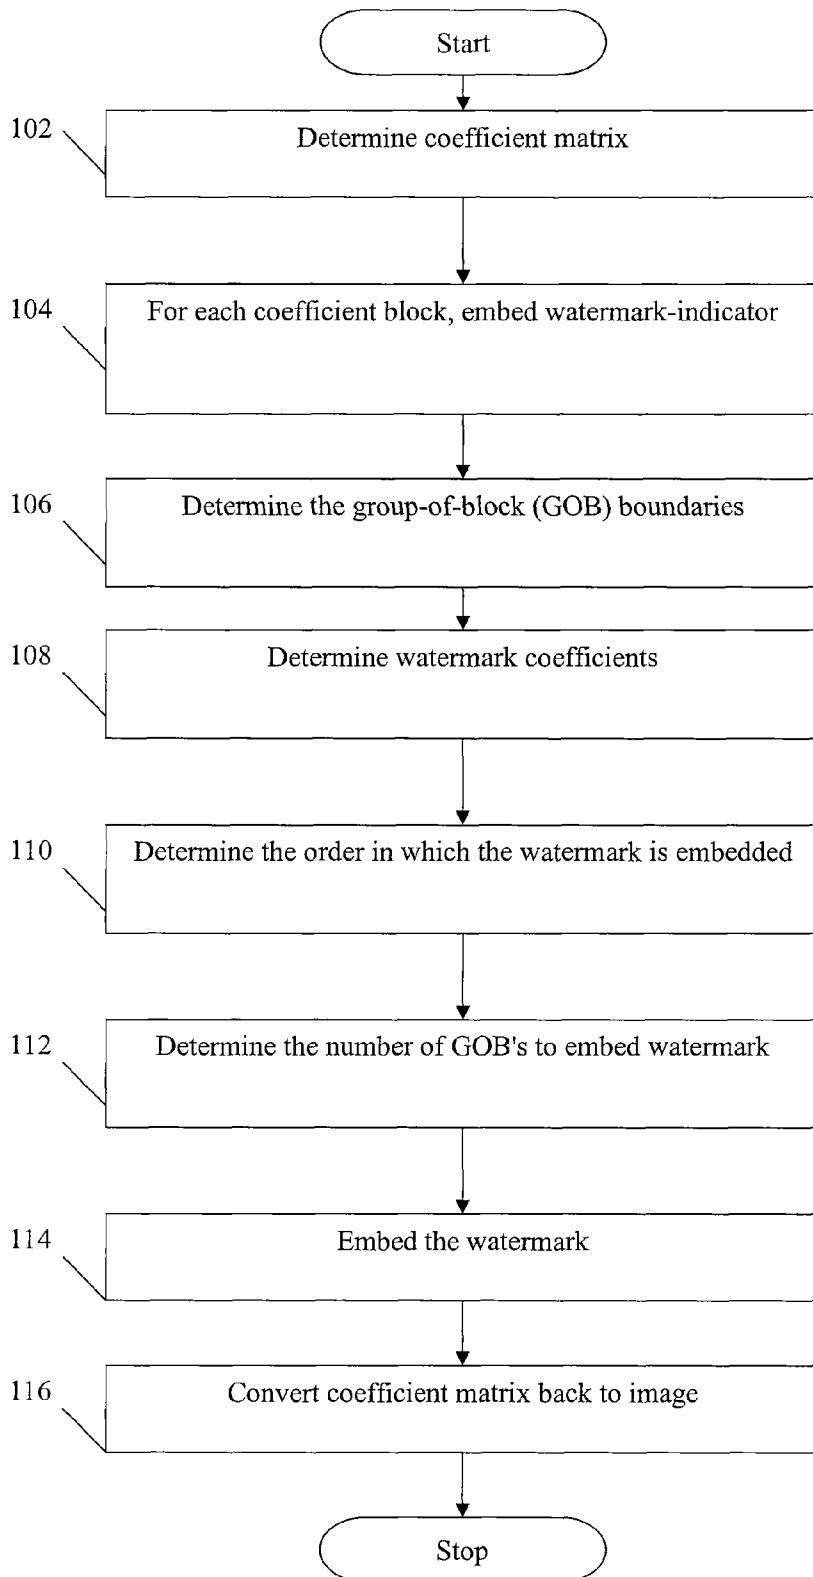 Start
102
Determine coefficient matrix
104
For each coefficient block, embed watermark-indicator
106
Determine the group-of-block (GOB) boundaries
108
Determine watermark coefficients
110
Determine the order in which the watermark is embedded
112
Determine the number of GOB's to embed watermark
114
Embed the watermark
116
Convert coefficient matrix back to image
Stop